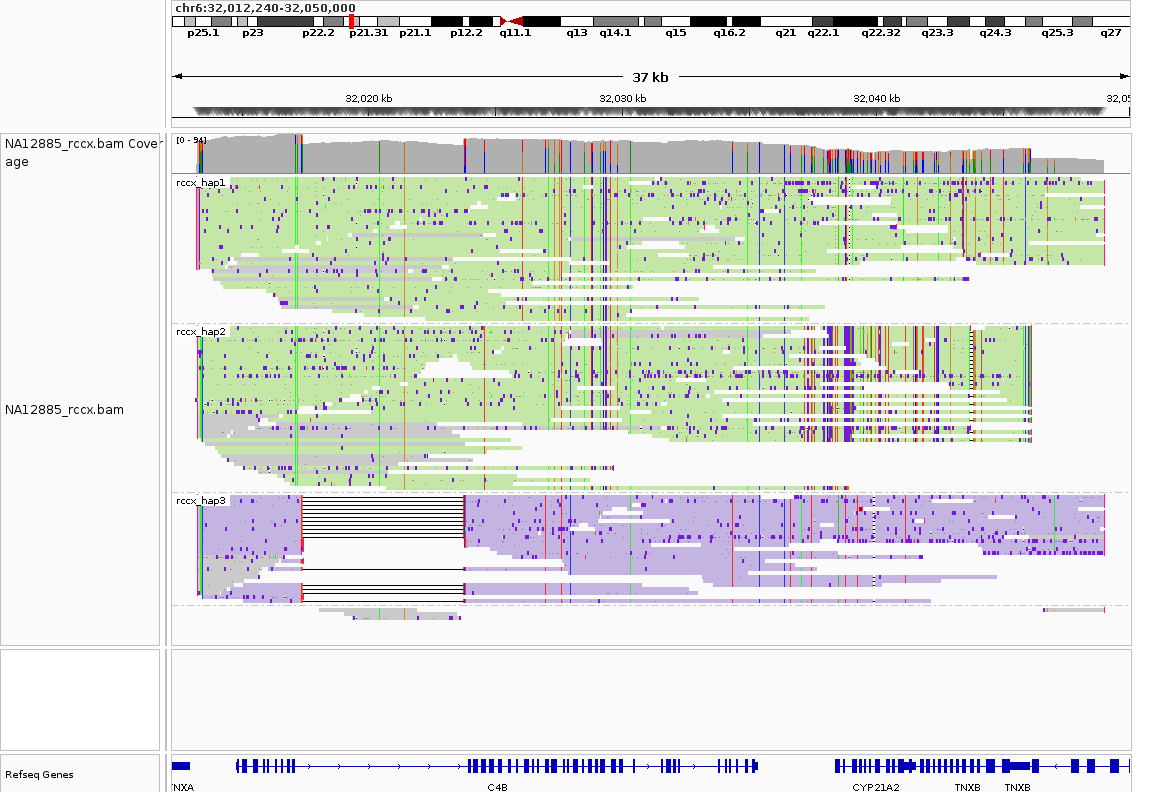 chr6:32,012,240-32,050,000
p25.1 p23 p22.2 p21.31 p21.1 p12.2 q11.1 q13 q14.1 q15 q16.2 q21 q22.1 q22.32 q23.3 q24.3 q25.3 q27
37 kb
32,020 kb 32,030 kb 32,040 kb 32,05
NA12885_rccx.bam Cover
age
[0 - 94]
rccx_hap1
rccx_hap2
NA12885_rccx.bam
rccx_hap3
Refseq Genes
NXA C4B CYP21A2 TNXB TNXB